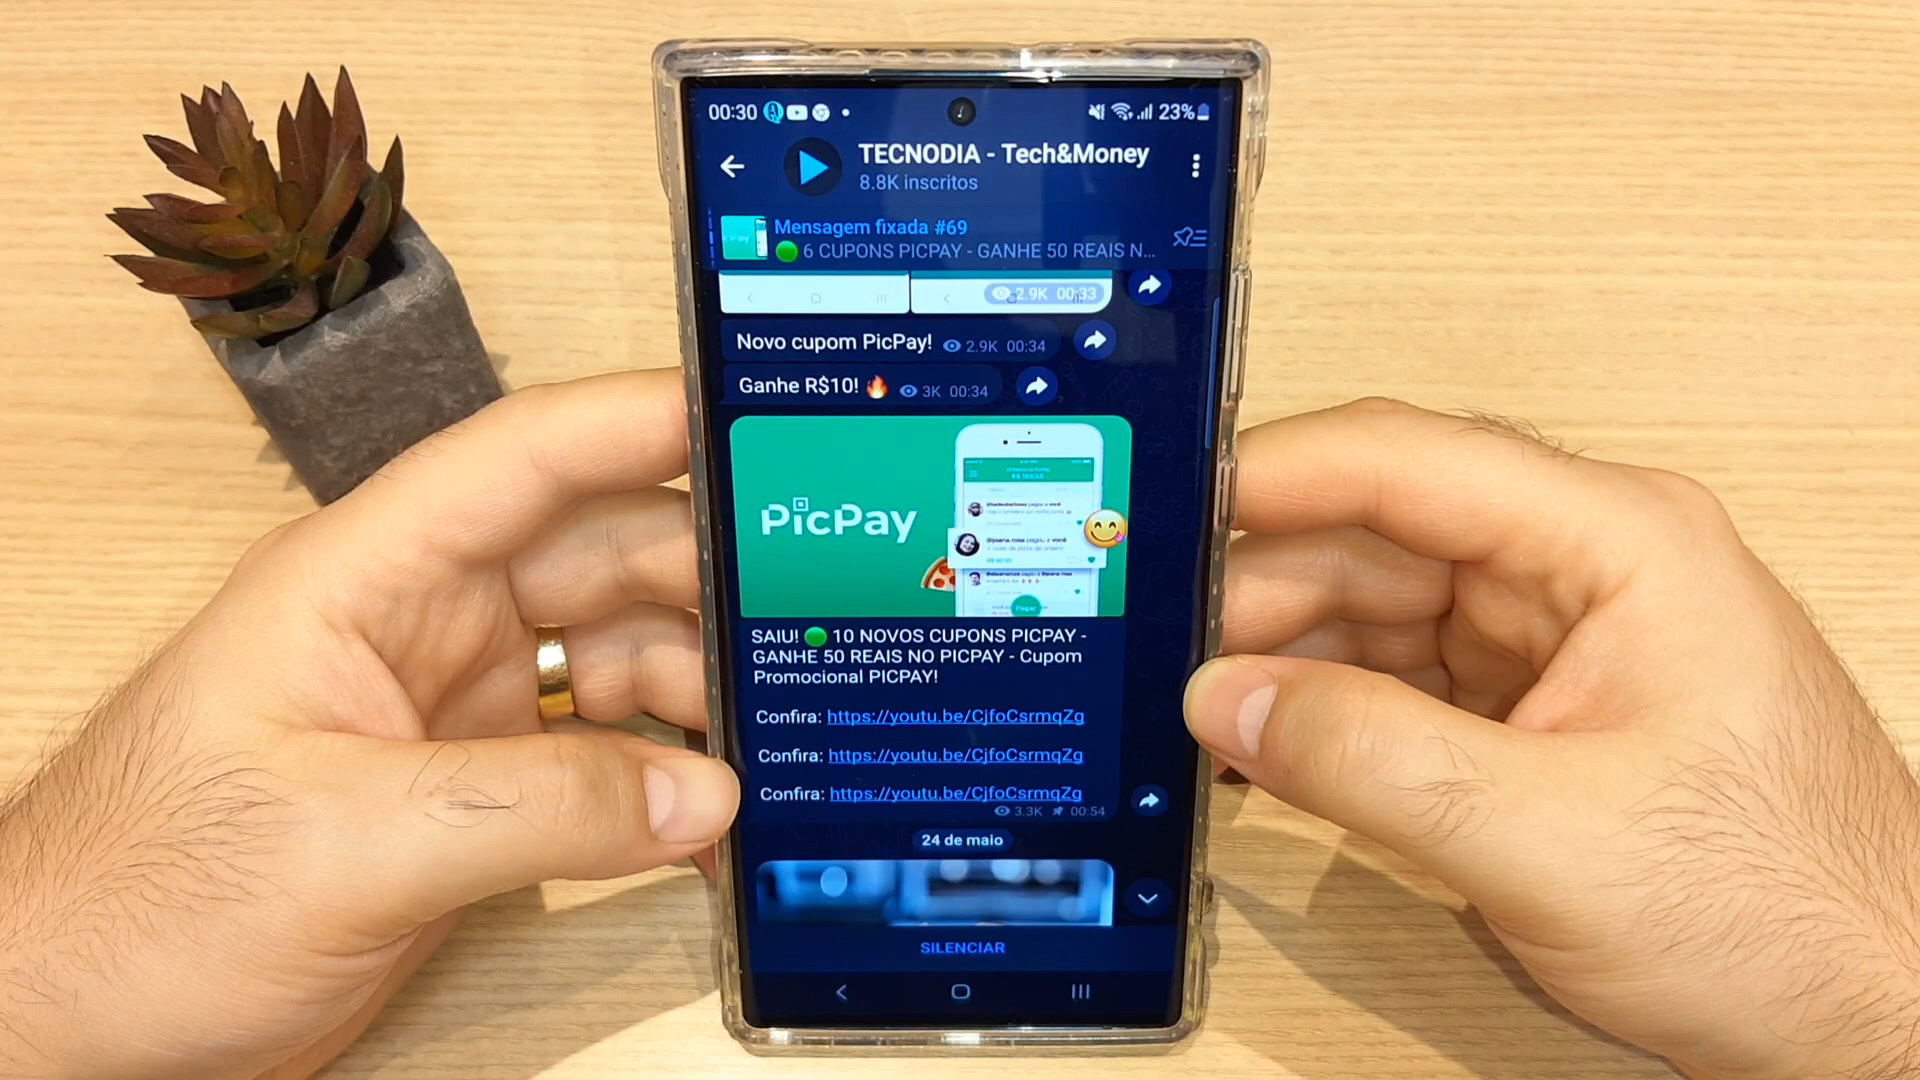 00:30
23%
TECNODIA - Tech&Money
8.8K inscritos
Mensagem fixada #69
6 CUPONS PICPAY - GANHE 50 REAIS N...
2.9K 00:33
Novo cupom PicPay! 2.9K 00:34
Ganhe R$10! 🔥 3K 00:34
PicPay
Pagar
SAIU! 🟢 10 NOVOS CUPONS PICPAY -
GANHE 50 REAIS NO PICPAY - Cupom
Promocional PICPAY!
Confira: https://youtu.be/CjfoCsrmqZg
Confira: https://youtu.be/CjfoCsrmqZg
Confira: https://youtu.be/CjfoCsrmqZg
3.3K 00:54
24 de maio
SILENCIAR